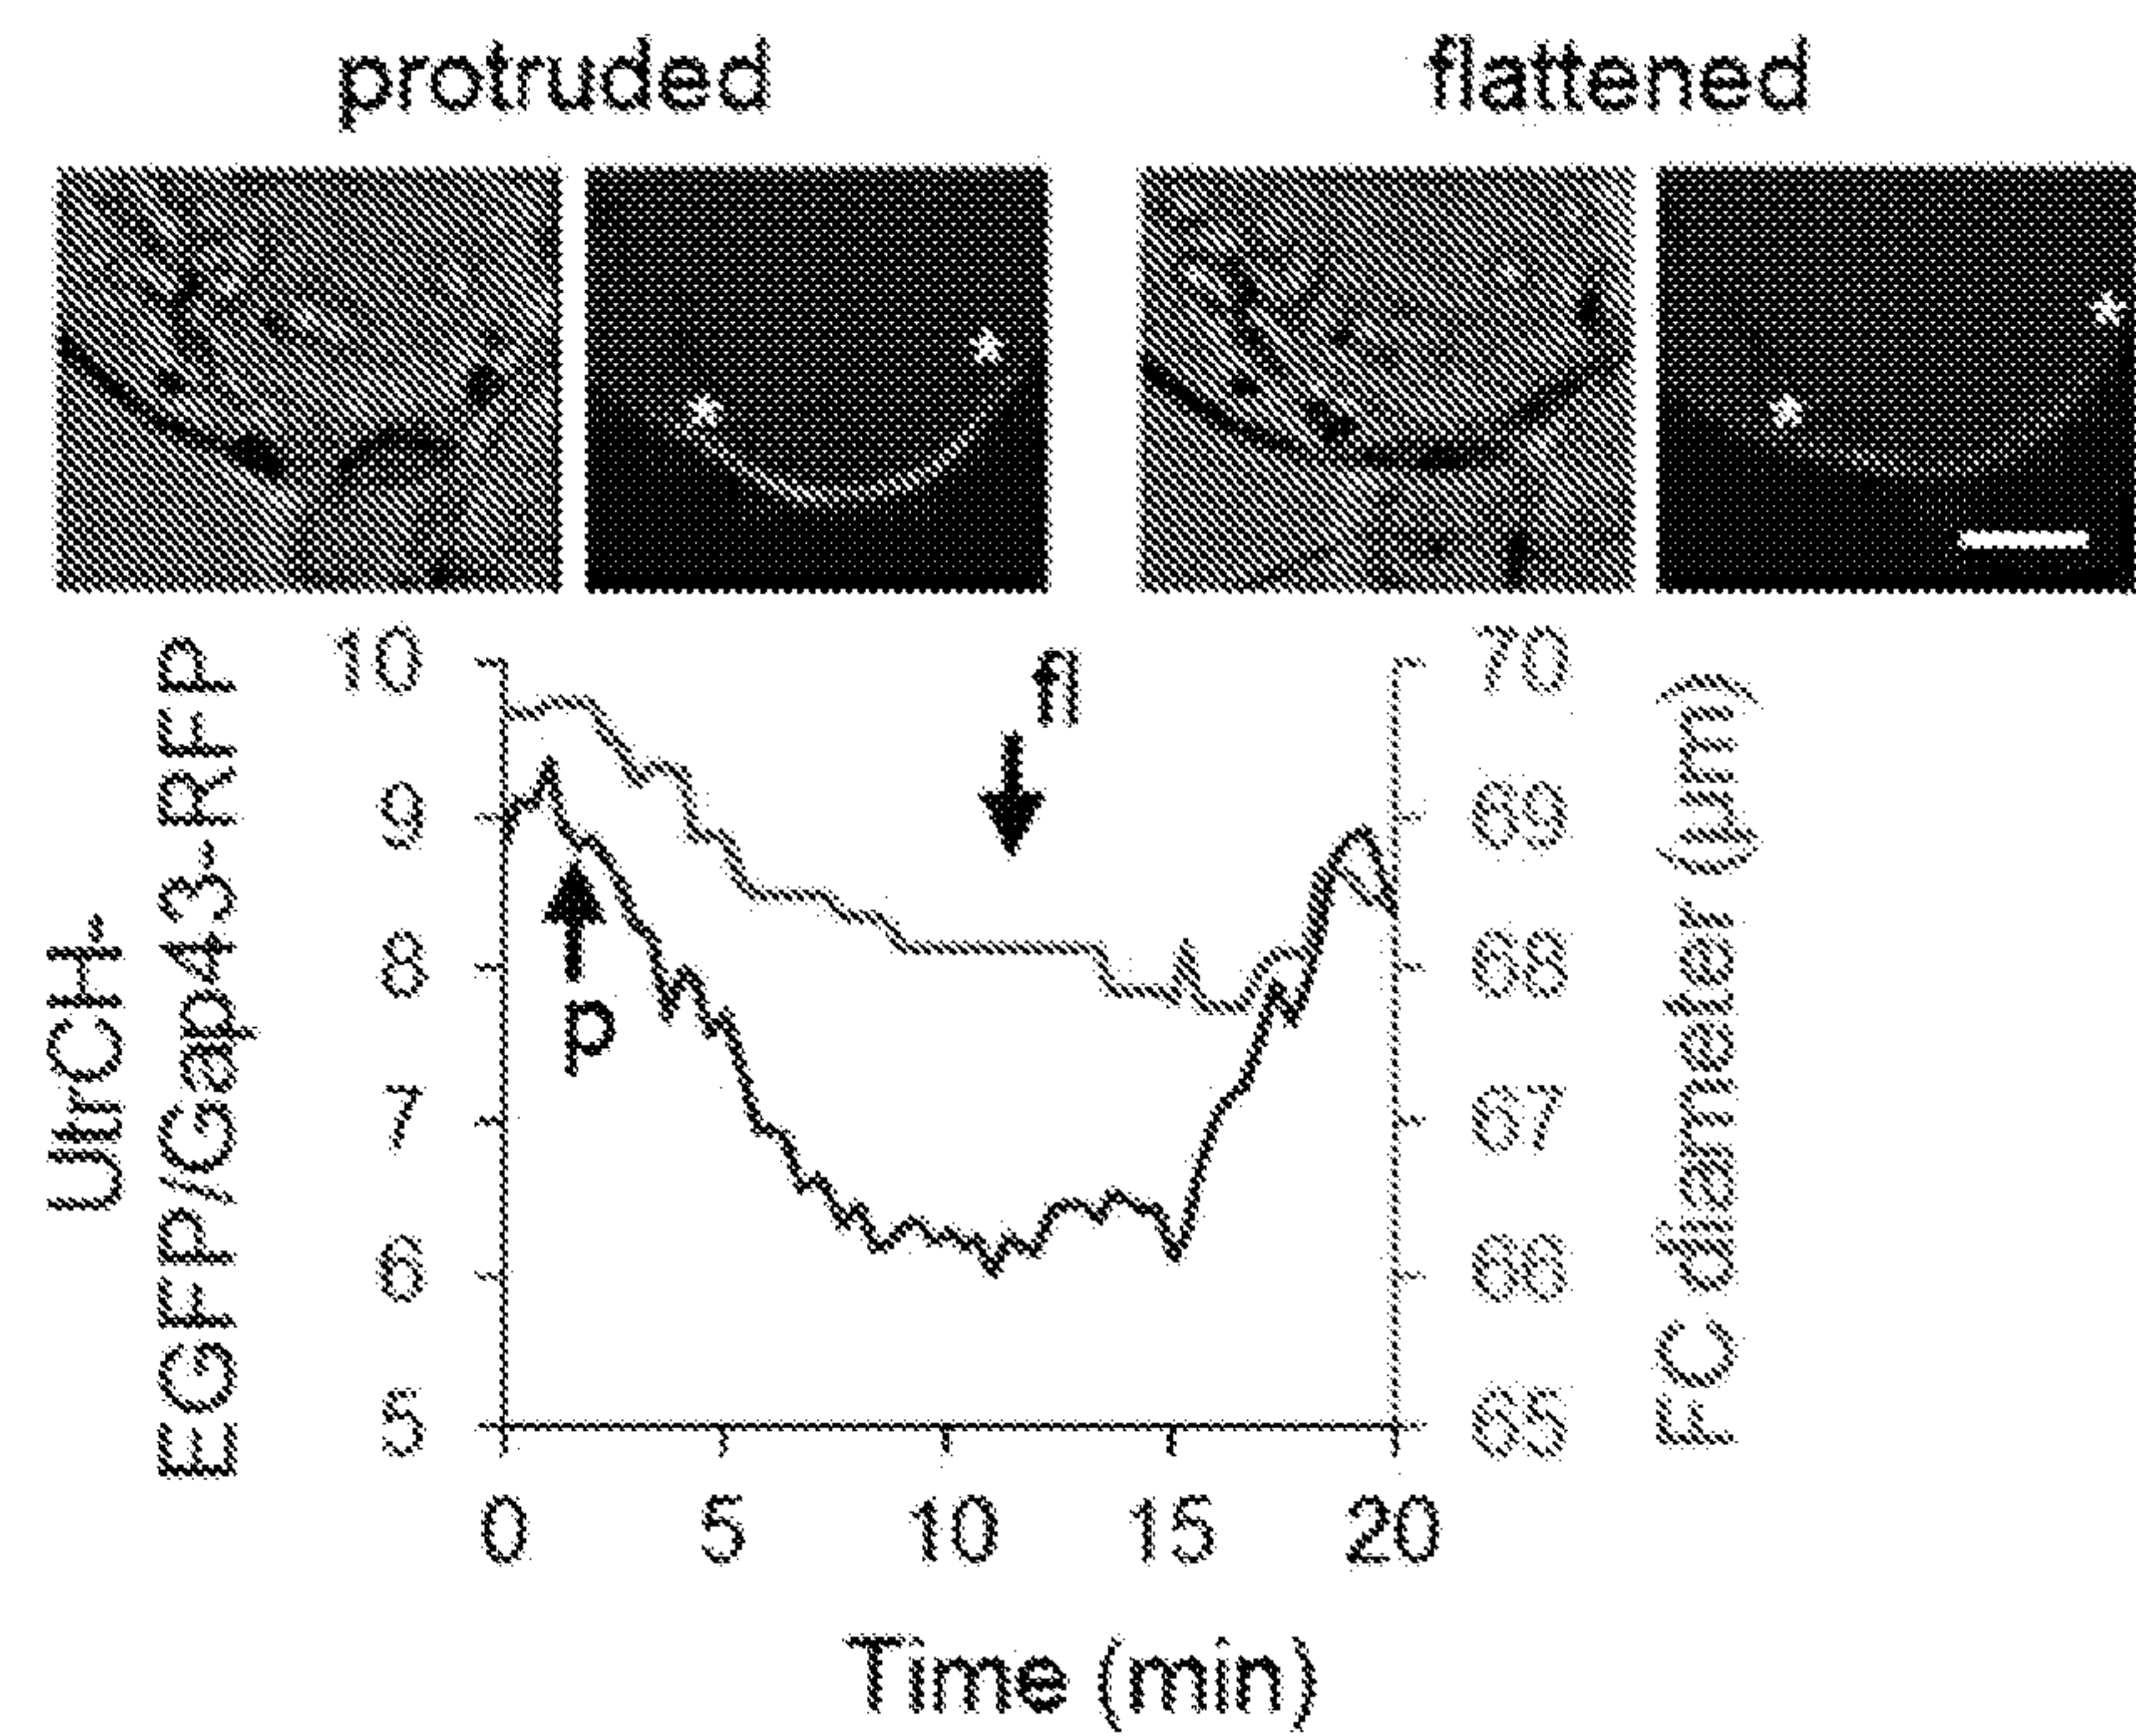 protruded
flattened
UtrCH-
EGFP/Gap43-RFP
10
9
8
7
6
5
fl
p
70
69
68
67
66
65
FC diameter (µm)
0 5 10 15 20
Time (min)